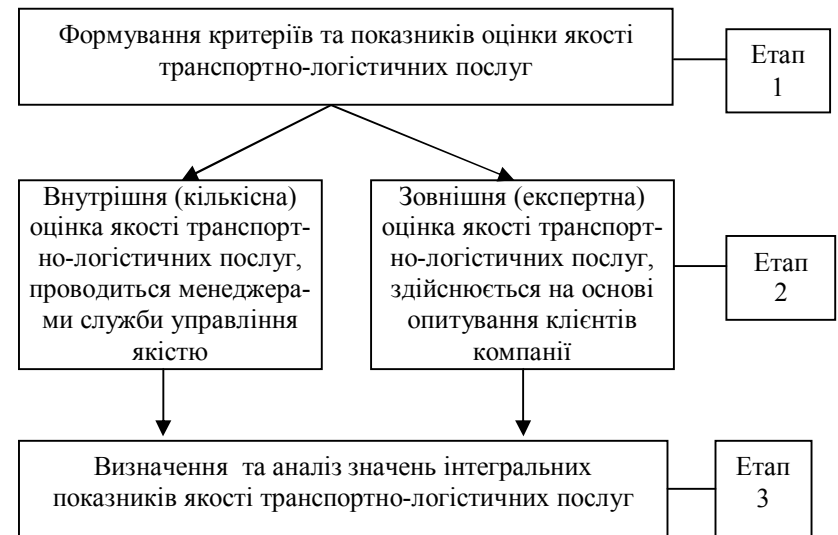 Формування критеріїв та показників оцінки якості
транспортно-логістичних послуг
Етап
1
Внутрішня (кількісна)
оцінка якості транспорт-
но-логістичних послуг,
проводиться менеджера-
ми служби управління
якістю
Зовнішня (експертна)
оцінка якості транспорт-
но-логістичних послуг,
здійснюється на основі
опитування клієнтів
компанії
Етап
2
Визначення та аналіз значень інтегральних
показників якості транспортно-логістичних послуг
Етап
3